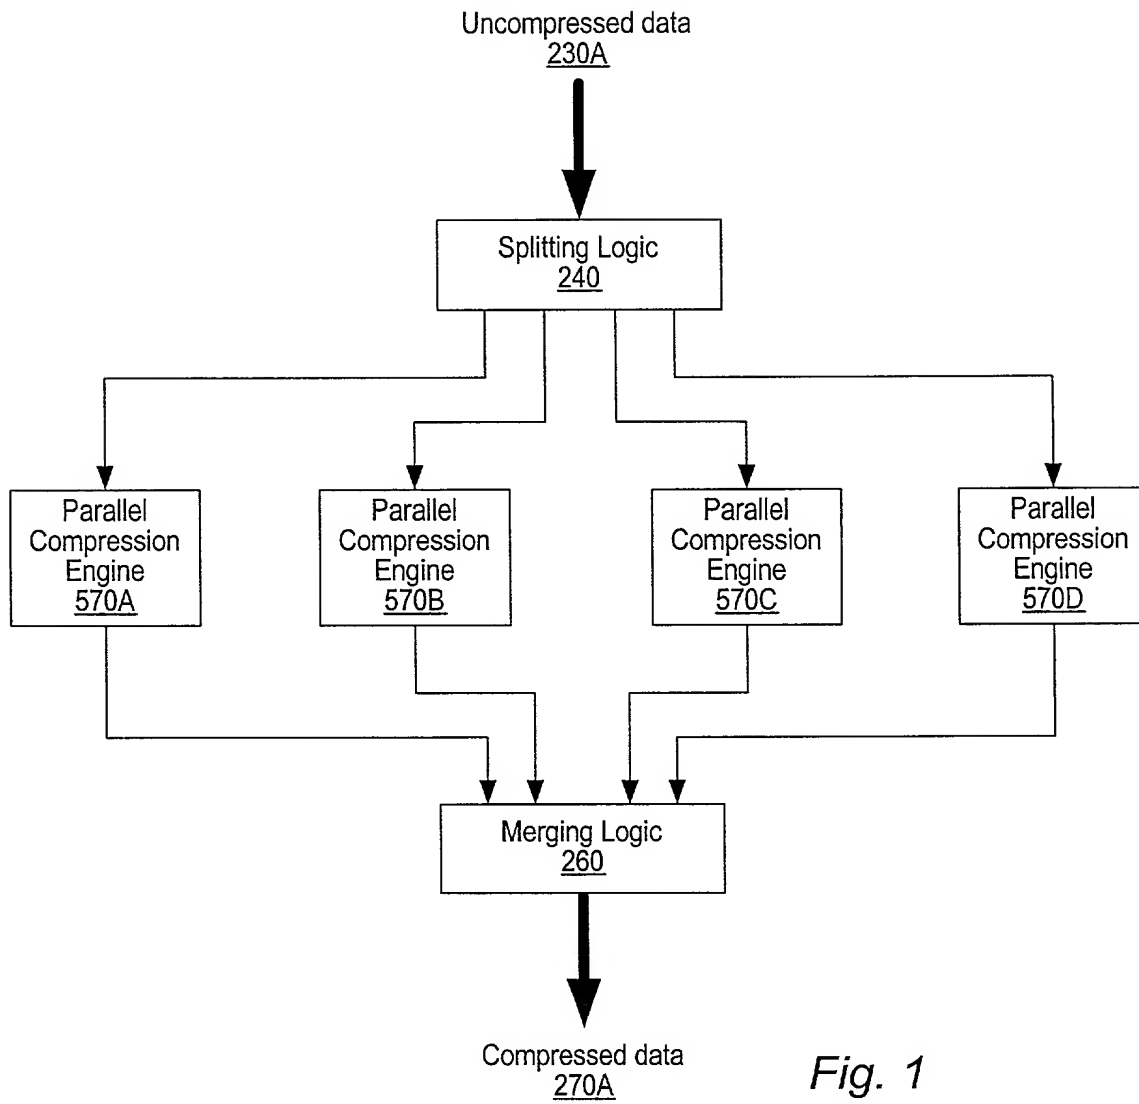 Uncompressed data
230A
Splitting Logic
240
Parallel
Compression
Engine
570A
Parallel
Compression
Engine
570B
Parallel
Compression
Engine
570C
Parallel
Compression
Engine
570D
Merging Logic
260
Compressed data
270A
Fig. 1